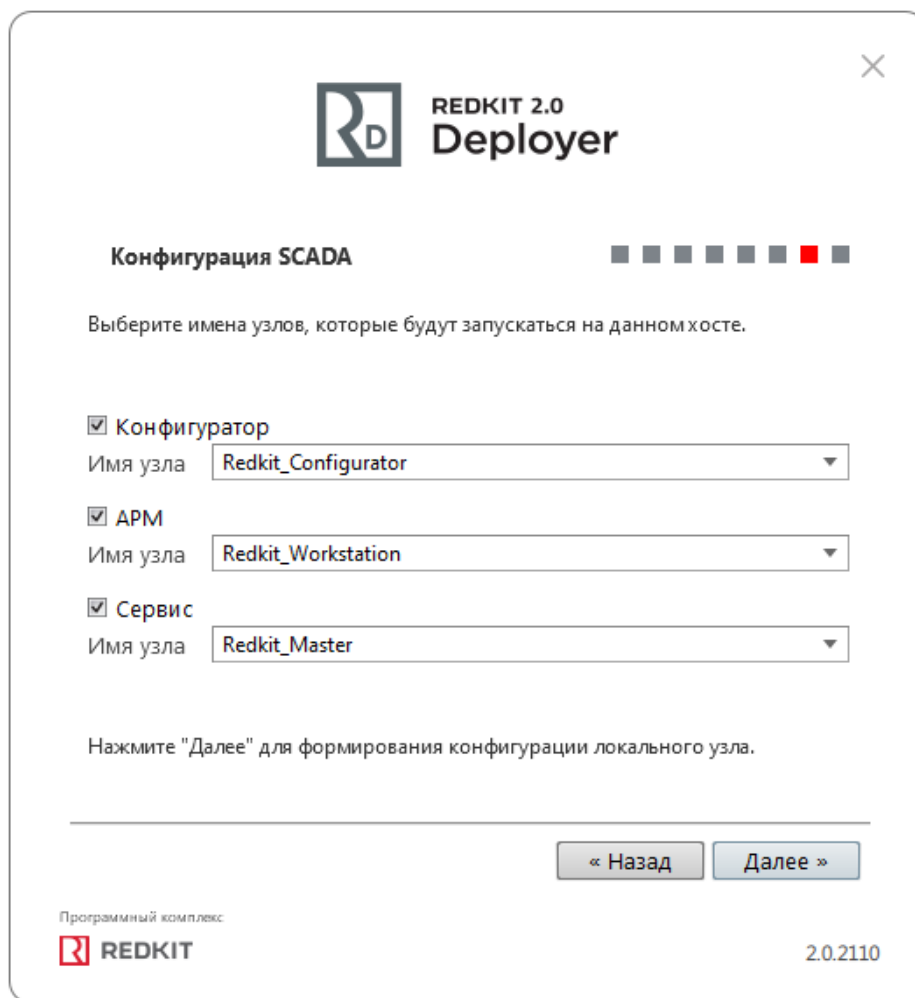 REDKIT 2.0
Deployer
Конфигурация SCADA
Выберите имена узлов, которые будут запускаться на данном хосте.
Конфигуратор
Имя узла Redkit_Configurator
АРМ
Имя узла Redkit_Workstation
Сервис
Имя узла Redkit_Master
Нажмите "Далее" для формирования конфигурации локального узла.
« Назад Далее »
Программный комплекс
REDKIT
2.0.2110